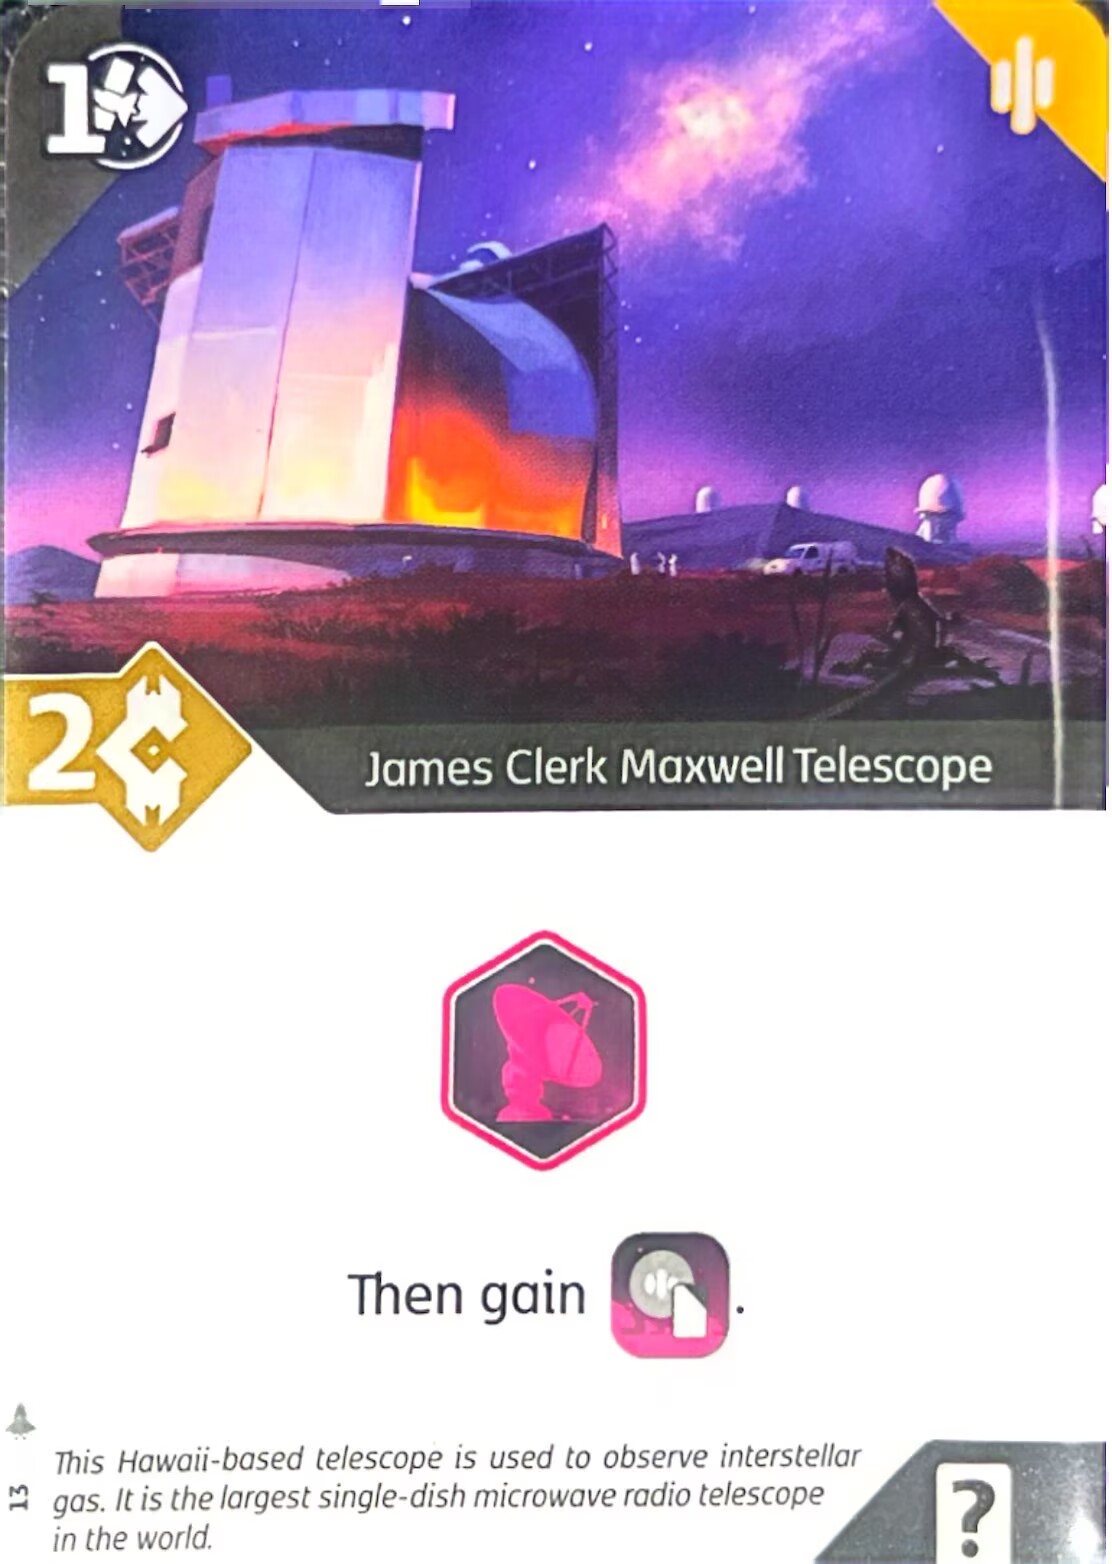 1
2
James Clerk Maxwell Telescope
Then gain .
This Hawaii-based telescope is used to observe interstellar
gas. It is the largest single-dish microwave radio telescope
in the world.
13
?